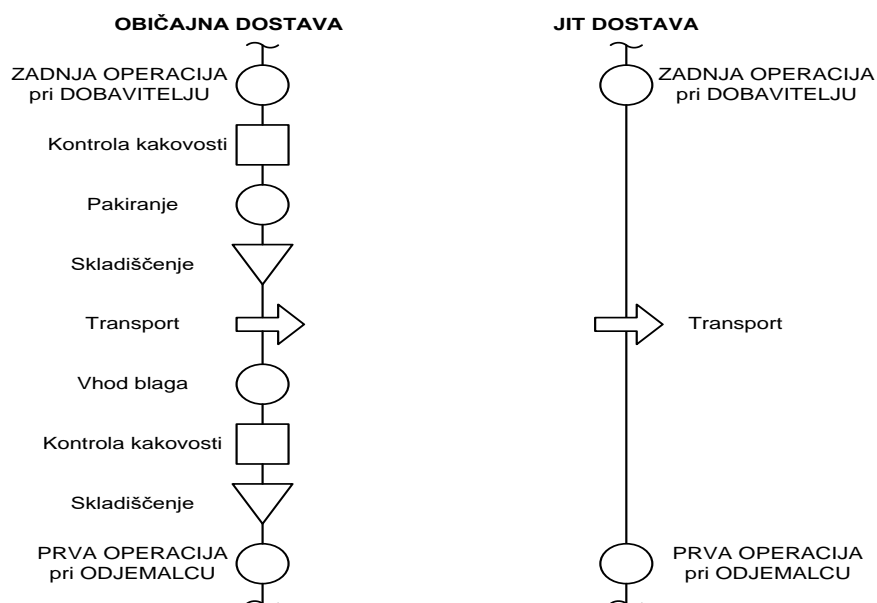 OBIČAJNA DOSTAVA
ZADNJA OPERACIJA
pri DOBAVITELJU
Kontrola kakovosti
Pakiranje
Skladiščenje
Transport
Vhod blaga
Kontrola kakovosti
Skladiščenje
PRVA OPERACIJA
pri ODJEMALCU
JIT DOSTAVA
ZADNJA OPERACIJA
pri DOBAVITELJU
Transport
PRVA OPERACIJA
pri ODJEMALCU